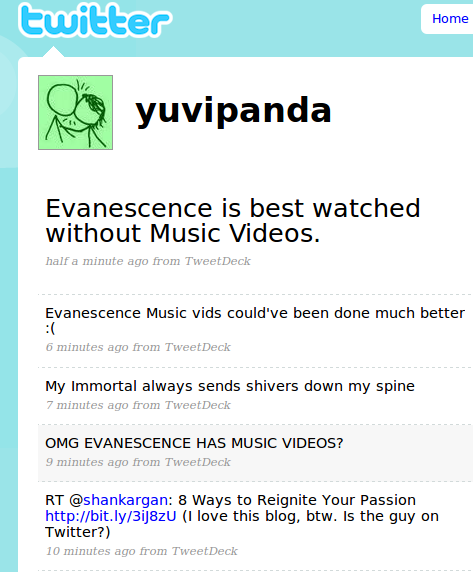 twitter
Home
yuvipanda
Evanescence is best watched
without Music Videos.
half a minute ago from TweetDeck
Evanescence Music vids could've been done much better
:(
6 minutes ago from TweetDeck
My Immortal always sends shivers down my spine
7 minutes ago from TweetDeck
OMG EVANESCENCE HAS MUSIC VIDEOS?
9 minutes ago from TweetDeck
RT @shankargan: 8 Ways to Reignite Your Passion
http://bit.ly/3iJ8zU (I love this blog, btw. Is the guy on
Twitter?)
10 minutes ago from TweetDeck